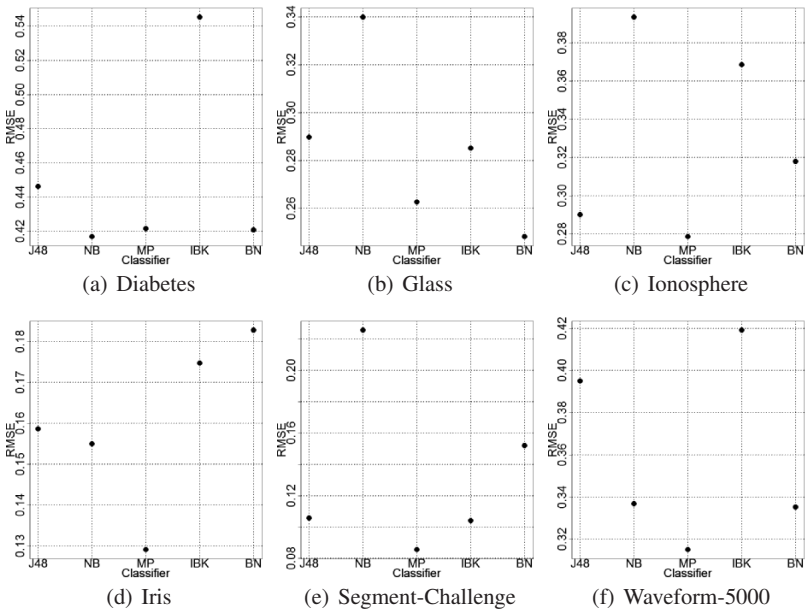 RMSE
0.42 0.44 0.46 0.48 0.50 0.52 0.54
J48 NB MP IBK BN
Classifier
(a) Diabetes
RMSE
0.26 0.28 0.30 0.32 0.34
J48 NB MP IBK BN
Classifier
(b) Glass
RMSE
0.28 0.30 0.32 0.34 0.36 0.38
J48 NB MP IBK BN
Classifier
(c) Ionosphere
RMSE
0.13 0.14 0.15 0.16 0.17 0.18
J48 NB MP IBK BN
Classifier
(d) Iris
RMSE
0.08 0.12 0.16 0.20
J48 NB MP IBK BN
Classifier
(e) Segment-Challenge
RMSE
0.32 0.34 0.36 0.38 0.40 0.42
J48 NB MP IBK BN
Classifier
(f) Waveform-5000